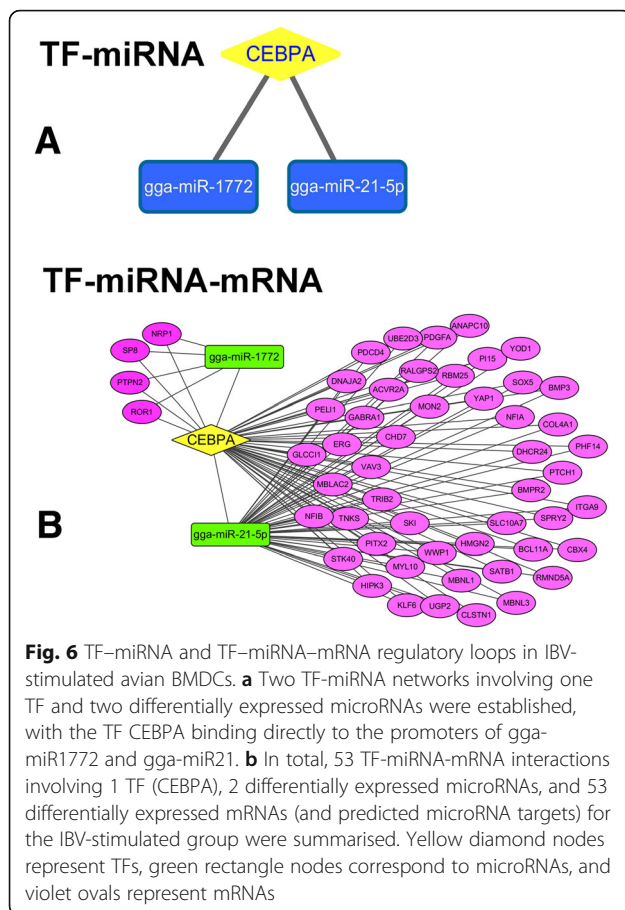 TF-miRNA
CEBPA
A
gga-miR-1772
gga-miR-21-5p
TF-miRNA-mRNA
NRP1
SP8
gga-miR-1772
PTPN2
ROR1
CEBPA
gga-miR-21-5p
B
ANAPC10
UBE2D3
PDGFA
PDCD4
YOD1
PI15
RALGPS2
RBM25
DNAJA2
ACVR2A
SOX5
BMP3
PELI1
MON2
YAP1
GABRA1
NFIA
COL4A1
ERG
CHD7
PHF14
DHCR24
GLCCI1
VAV3
PTCH1
MBLAC2
BMPR2
TRIB2
ITGA9
NFIB
TNKS
SKI
SLC10A7
SPRY2
CBX4
PITX2
HMGN2
BCL11A
WWP1
STK40
MYL10
SATB1
RMND5A
MBNL1
HIPK3
MBNL3
KLF6
UGP2
CLSTN1
Fig. 6 TF–miRNA and TF–miRNA–mRNA regulatory loops in IBV-
stimulated avian BMDCs. a Two TF-miRNA networks involving one
TF and two differentially expressed microRNAs were established,
with the TF CEBPA binding directly to the promoters of gga-
miR1772 and gga-miR21. b In total, 53 TF-miRNA-mRNA interactions
involving 1 TF (CEBPA), 2 differentially expressed microRNAs, and 53
differentially expressed mRNAs (and predicted microRNA targets) for
the IBV-stimulated group were summarised. Yellow diamond nodes
represent TFs, green rectangle nodes correspond to microRNAs, and
violet ovals represent mRNAs